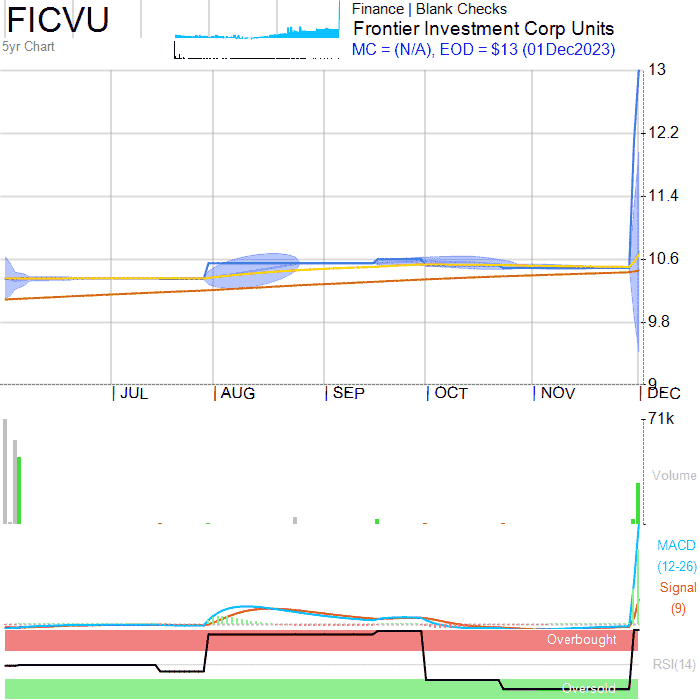 FICVU
5yr Chart
Finance | Blank Checks
Frontier Investment Corp Units
MC = (N/A), EOD = $13 (01Dec2023)
13
12.2
11.4
10.6
9.8
9
JUL AUG SEP OCT NOV DEC
71k
Volume
MACD
(12-26)
Signal
(9)
Overbought
RSI(14)
Oversold